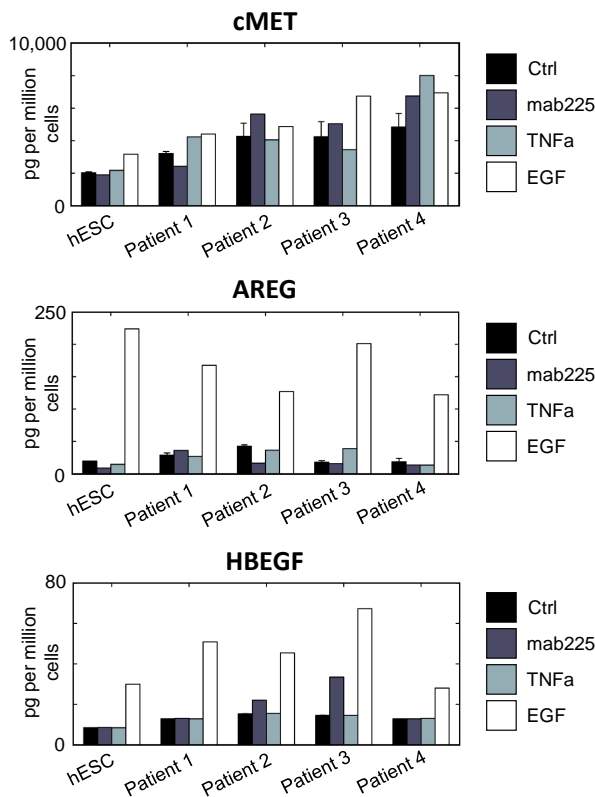 cMET
10,000
0
pg per million
cells
hESC
Patient 1
Patient 2
Patient 3
Patient 4
Ctrl
mab225
TNFa
EGF
AREG
250
0
pg per million
cells
hESC
Patient 1
Patient 2
Patient 3
Patient 4
Ctrl
mab225
TNFa
EGF
HBEGF
80
0
pg per million
cells
hESC
Patient 1
Patient 2
Patient 3
Patient 4
Ctrl
mab225
TNFa
EGF